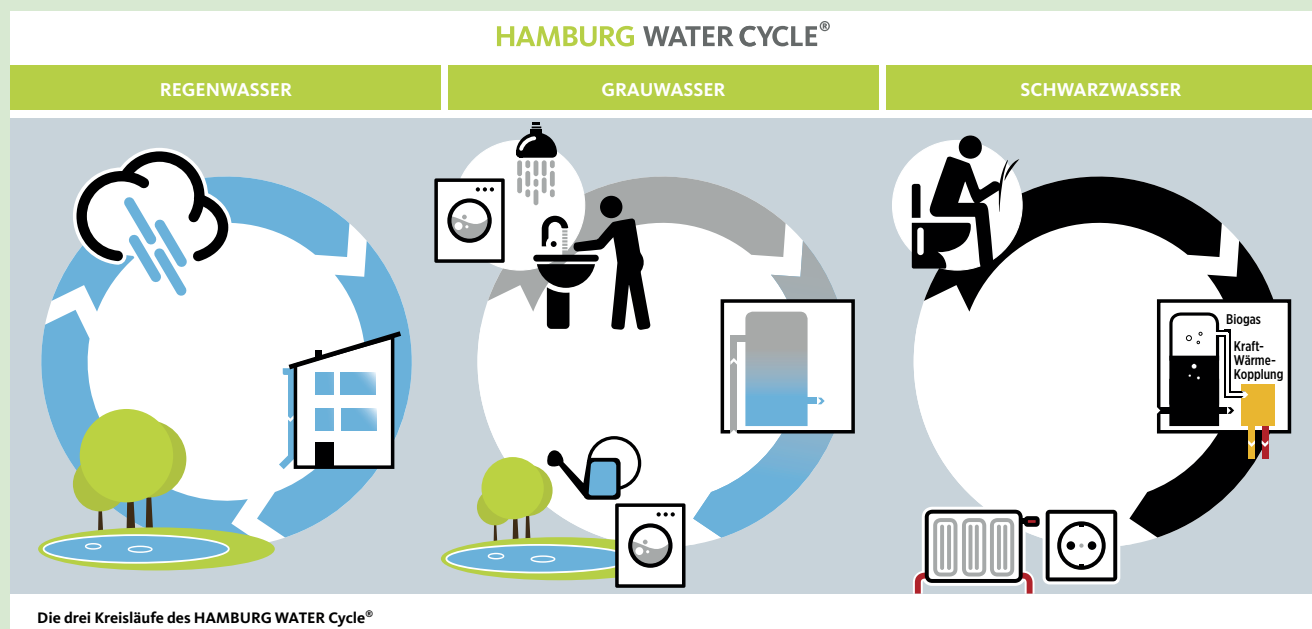 HAMBURG WATER CYCLE®
REGENWASSER
GRAUWASSER
SCHWARZWASSER
Biogas
Kraft-
Wärme-
Kopplung
Die drei Kreisläufe des HAMBURG WATER Cycle®